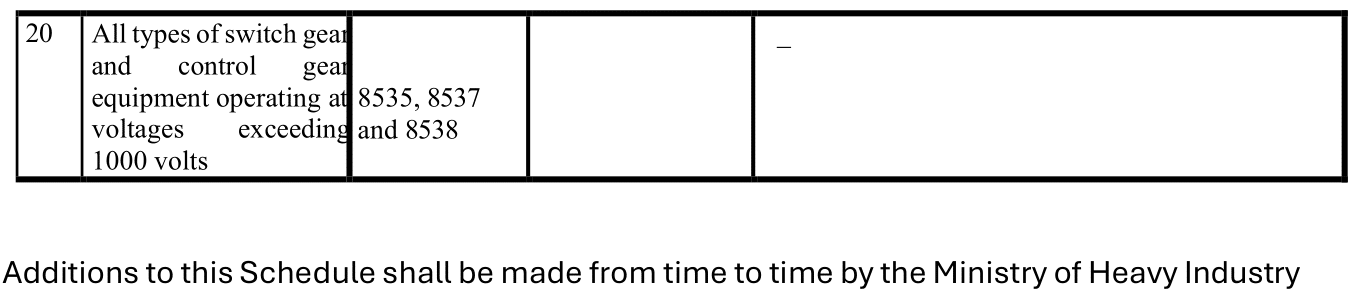 20 All types of switch gear –
and control gear
equipment operating at 8535, 8537
voltages exceeding and 8538
1000 volts
Additions to this Schedule shall be made from time to time by the Ministry of Heavy Industry